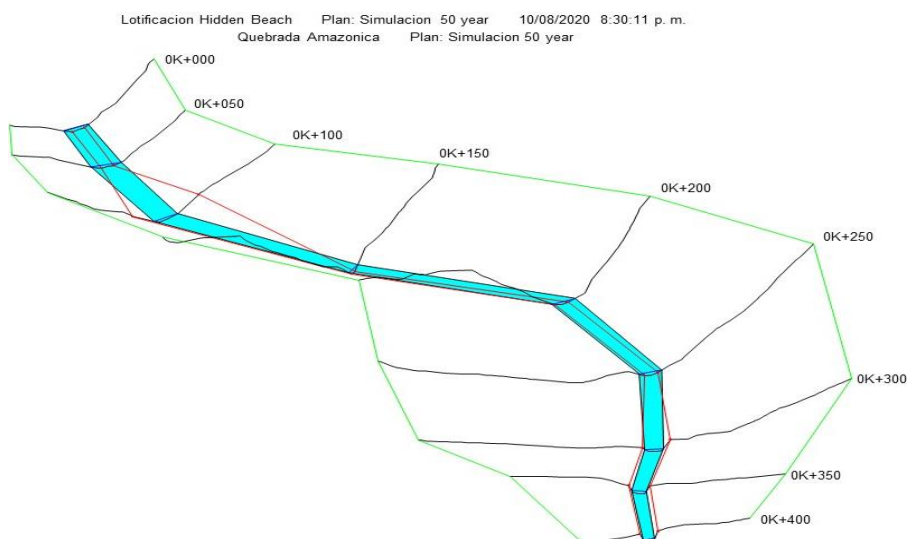 Lotificacion Hidden Beach Plan: Simulacion 50 year 10/08/2020 8:30:11 p. m.
Quebrada Amazonica Plan: Simulacion 50 year
0K+000
0K+050
0K+100
0K+150
0K+200
0K+250
0K+300
0K+350
0K+400